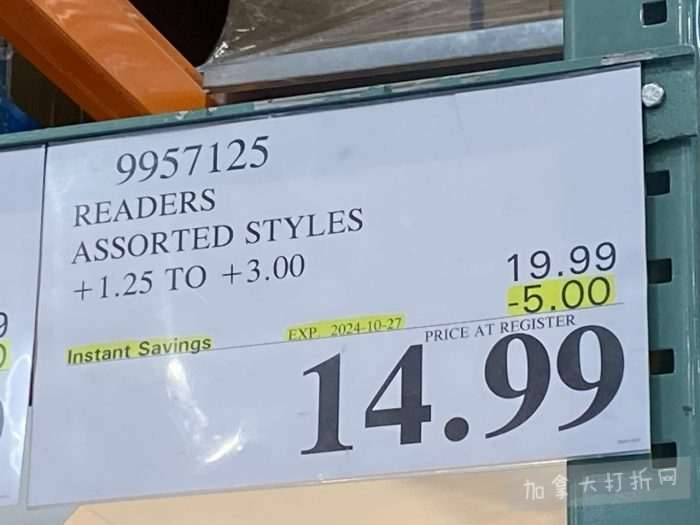 9957125
READERS
ASSORTED STYLES
+1.25 TO +3.00
19.99
-5.00
Instant Savings
EXP. 2024-10-27
PRICE AT REGISTER
14.99
加拿大打折网